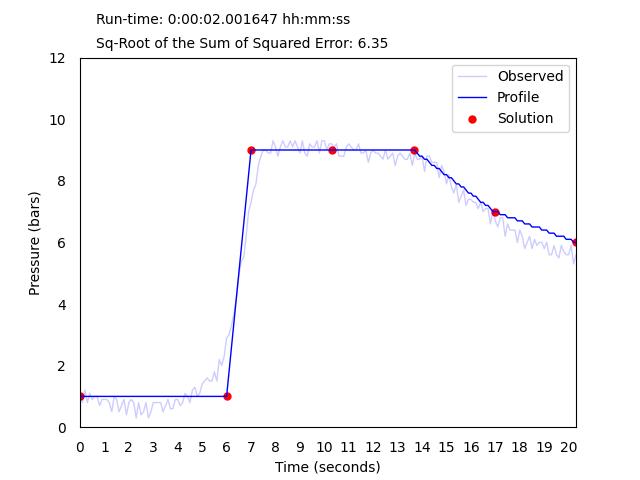 Run-time: 0:00:02.001647 hh:mm:ss
Sq-Root of the Sum of Squared Error: 6.35
12
10
8
6
4
2
0
Pressure (bars)
Observed
Profile
Solution
0 1 2 3 4 5 6 7 8 9 10 11 12 13 14 15 16 17 18 19 20
Time (seconds)